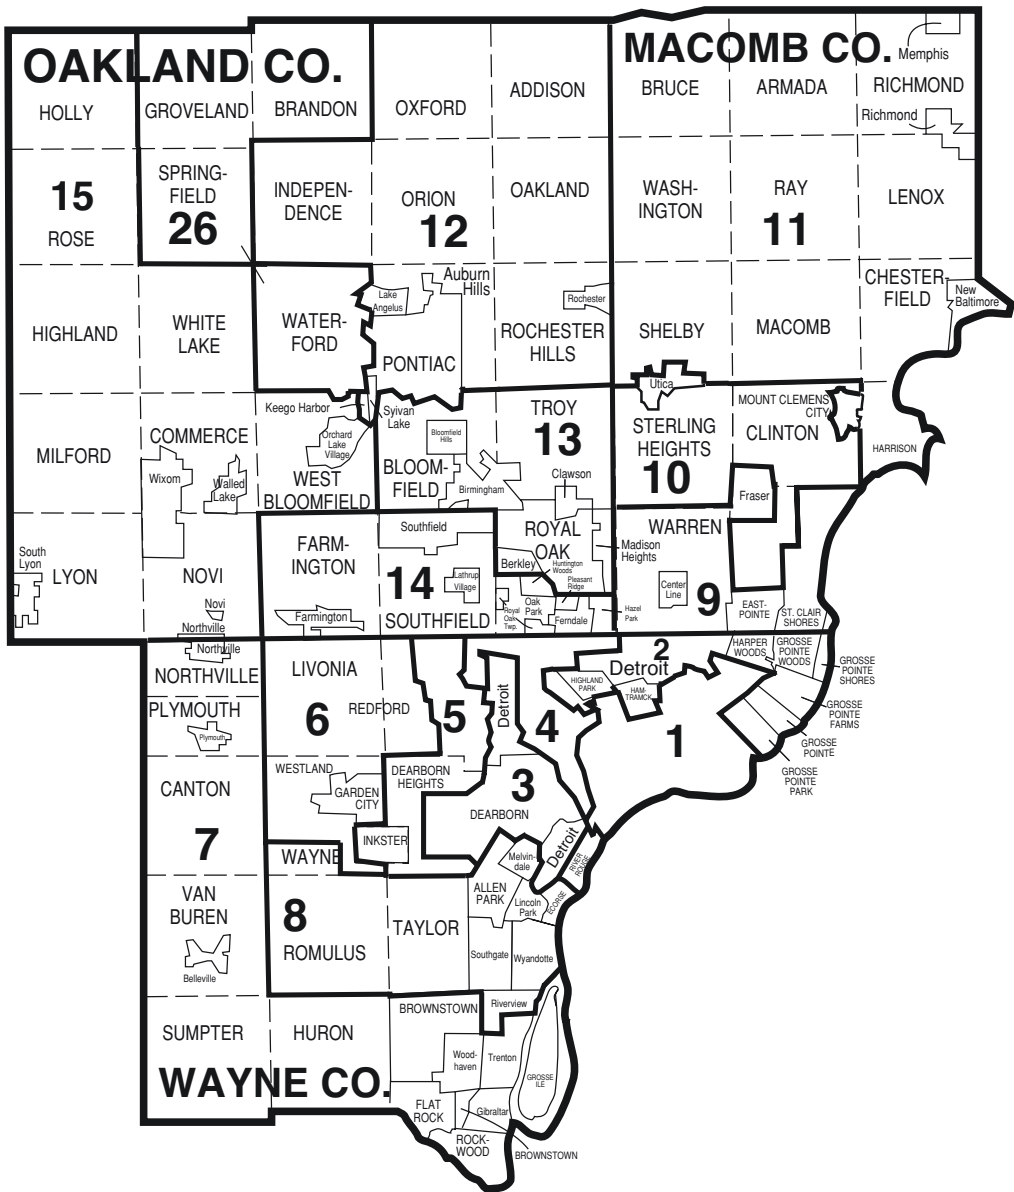 OAKLAND CO.
MACOMB CO.
Memphis
HOLLY
GROVELAND
BRANDON
OXFORD
ADDISON
BRUCE
ARMADA
RICHMOND
Richmond
15
ROSE
SPRING-
FIELD
26
INDEPEN-
DENCE
ORION
12
OAKLAND
WASH-
INGTON
RAY
11
LENOX
HIGHLAND
WHITE
LAKE
WATER-
FORD
Lake
Angelus
Auburn
Hills
PONTIAC
Rochester
ROCHESTER
HILLS
SHELBY
MACOMB
CHESTER-
FIELD
New
Baltimore
Utica
MILFORD
COMMERCE
Wixom
Walled
Lake
Keego Harbor
Sylvan
Lake
Orchard
Lake
Village
WEST
BLOOMFIELD
Bloomfield
Hills
BLOOM-
FIELD
Birmingham
TROY
13
Clawson
STERLING
HEIGHTS
10
MOUNT CLEMENS
CITY
CLINTON
HARRISON
Fraser
South
Lyon
LYON
NOVI
Novi
Northville
Northville
FARM-
INGTON
Farmington
Southfield
14
Lathrup
Village
SOUTHFIELD
ROYAL
OAK
Berkley
Huntington
Woods
Pleasant
Ridge
Royal
Oak
Twp.
Oak
Park
Ferndale
Hazel
Park
Madison
Heights
WARREN
Center
Line
9
EAST-
POINTE
ST. CLAIR
SHORES
NORTHVILLE
LIVONIA
6
REDFORD
5
Detroit
4
HIGHLAND
PARK
2
Detroit
HAM-
TRAMCK
HARPER
WOODS
GROSSE
POINTE
WOODS
GROSSE
POINTE
SHORES
GROSSE
POINTE
FARMS
GROSSE
POINTE
GROSSE
POINTE
PARK
1
PLYMOUTH
Plymouth
CANTON
7
WESTLAND
GARDEN
CITY
DEARBORN
HEIGHTS
3
DEARBORN
INKSTER
WAYNE
Melvin-
dale
Detroit
RIVER
ROUGE
VAN
BUREN
Belleville
8
ROMULUS
TAYLOR
ALLEN
PARK
Lincoln
Park
ECORSE
Southgate
Wyandotte
SUMPTER
HURON
BROWNSTOWN
Riverview
Wood-
haven
Trenton
GROSSE
ILE
WAYNE CO.
FLAT
ROCK
Gibraltar
ROCK-
WOOD
BROWNSTOWN